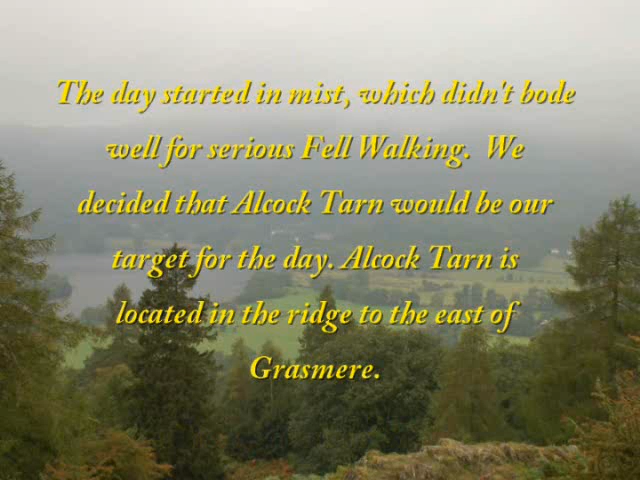 The day started in mist, which didn't bode
well for serious Fell Walking.  We
decided that Alcock Tarn would be our
target for the day. Alcock Tarn is
located in the ridge to the east of
Grasmere.